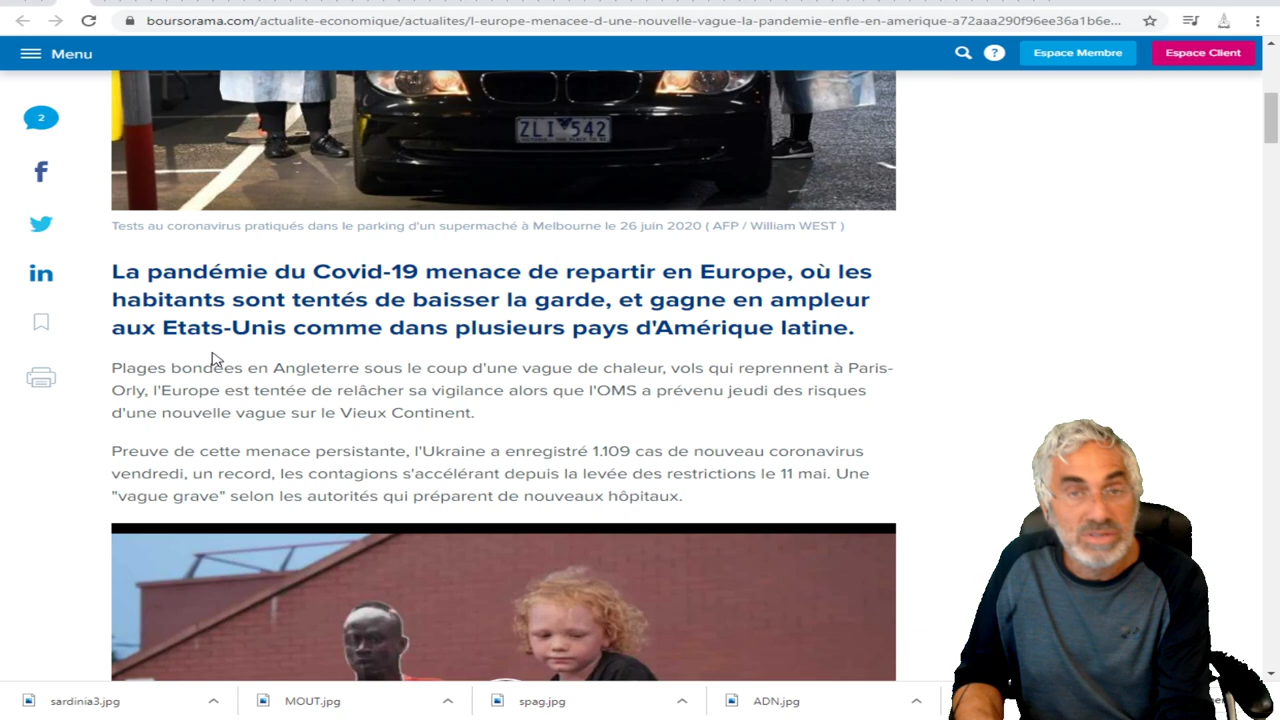 boursorama.com/actualite-economique/actualites/l-europe-menacee-d-une-nouvelle-vague-la-pandemie-enfle-en-amerique-a72aaa290f96ee36a1b6e...
Menu
?
Espace Membre
Espace Client
2
ZLI 542
Tests au coronavirus pratiqués dans le parking d'un supermaché à Melbourne le 26 juin 2020 ( AFP / William WEST )
La pandémie du Covid-19 menace de repartir en Europe, où les
habitants sont tentés de baisser la garde, et gagne en ampleur
aux Etats-Unis comme dans plusieurs pays d'Amérique latine.
Plages bondées en Angleterre sous le coup d'une vague de chaleur, vols qui reprennent à Paris-
Orly, l'Europe est tentée de relâcher sa vigilance alors que l'OMS a prévenu jeudi des risques
d'une nouvelle vague sur le Vieux Continent.
Preuve de cette menace persistante, l'Ukraine a enregistré 1.109 cas de nouveau coronavirus
vendredi, un record, les contagions s'accélérant depuis la levée des restrictions le 11 mai. Une
"vague grave" selon les autorités qui préparent de nouveaux hôpitaux.
sardinia3.jpg
MOUT.jpg
spag.jpg
ADN.jpg